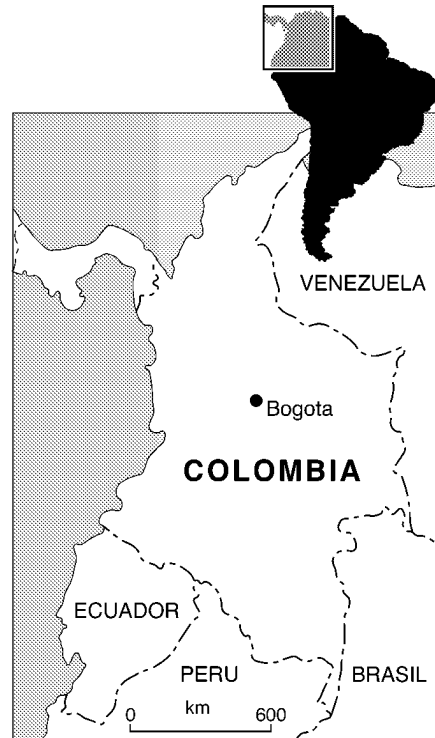 VENEZUELA
Bogota
COLOMBIA
ECUADOR
PERU
BRASIL
km
0 600